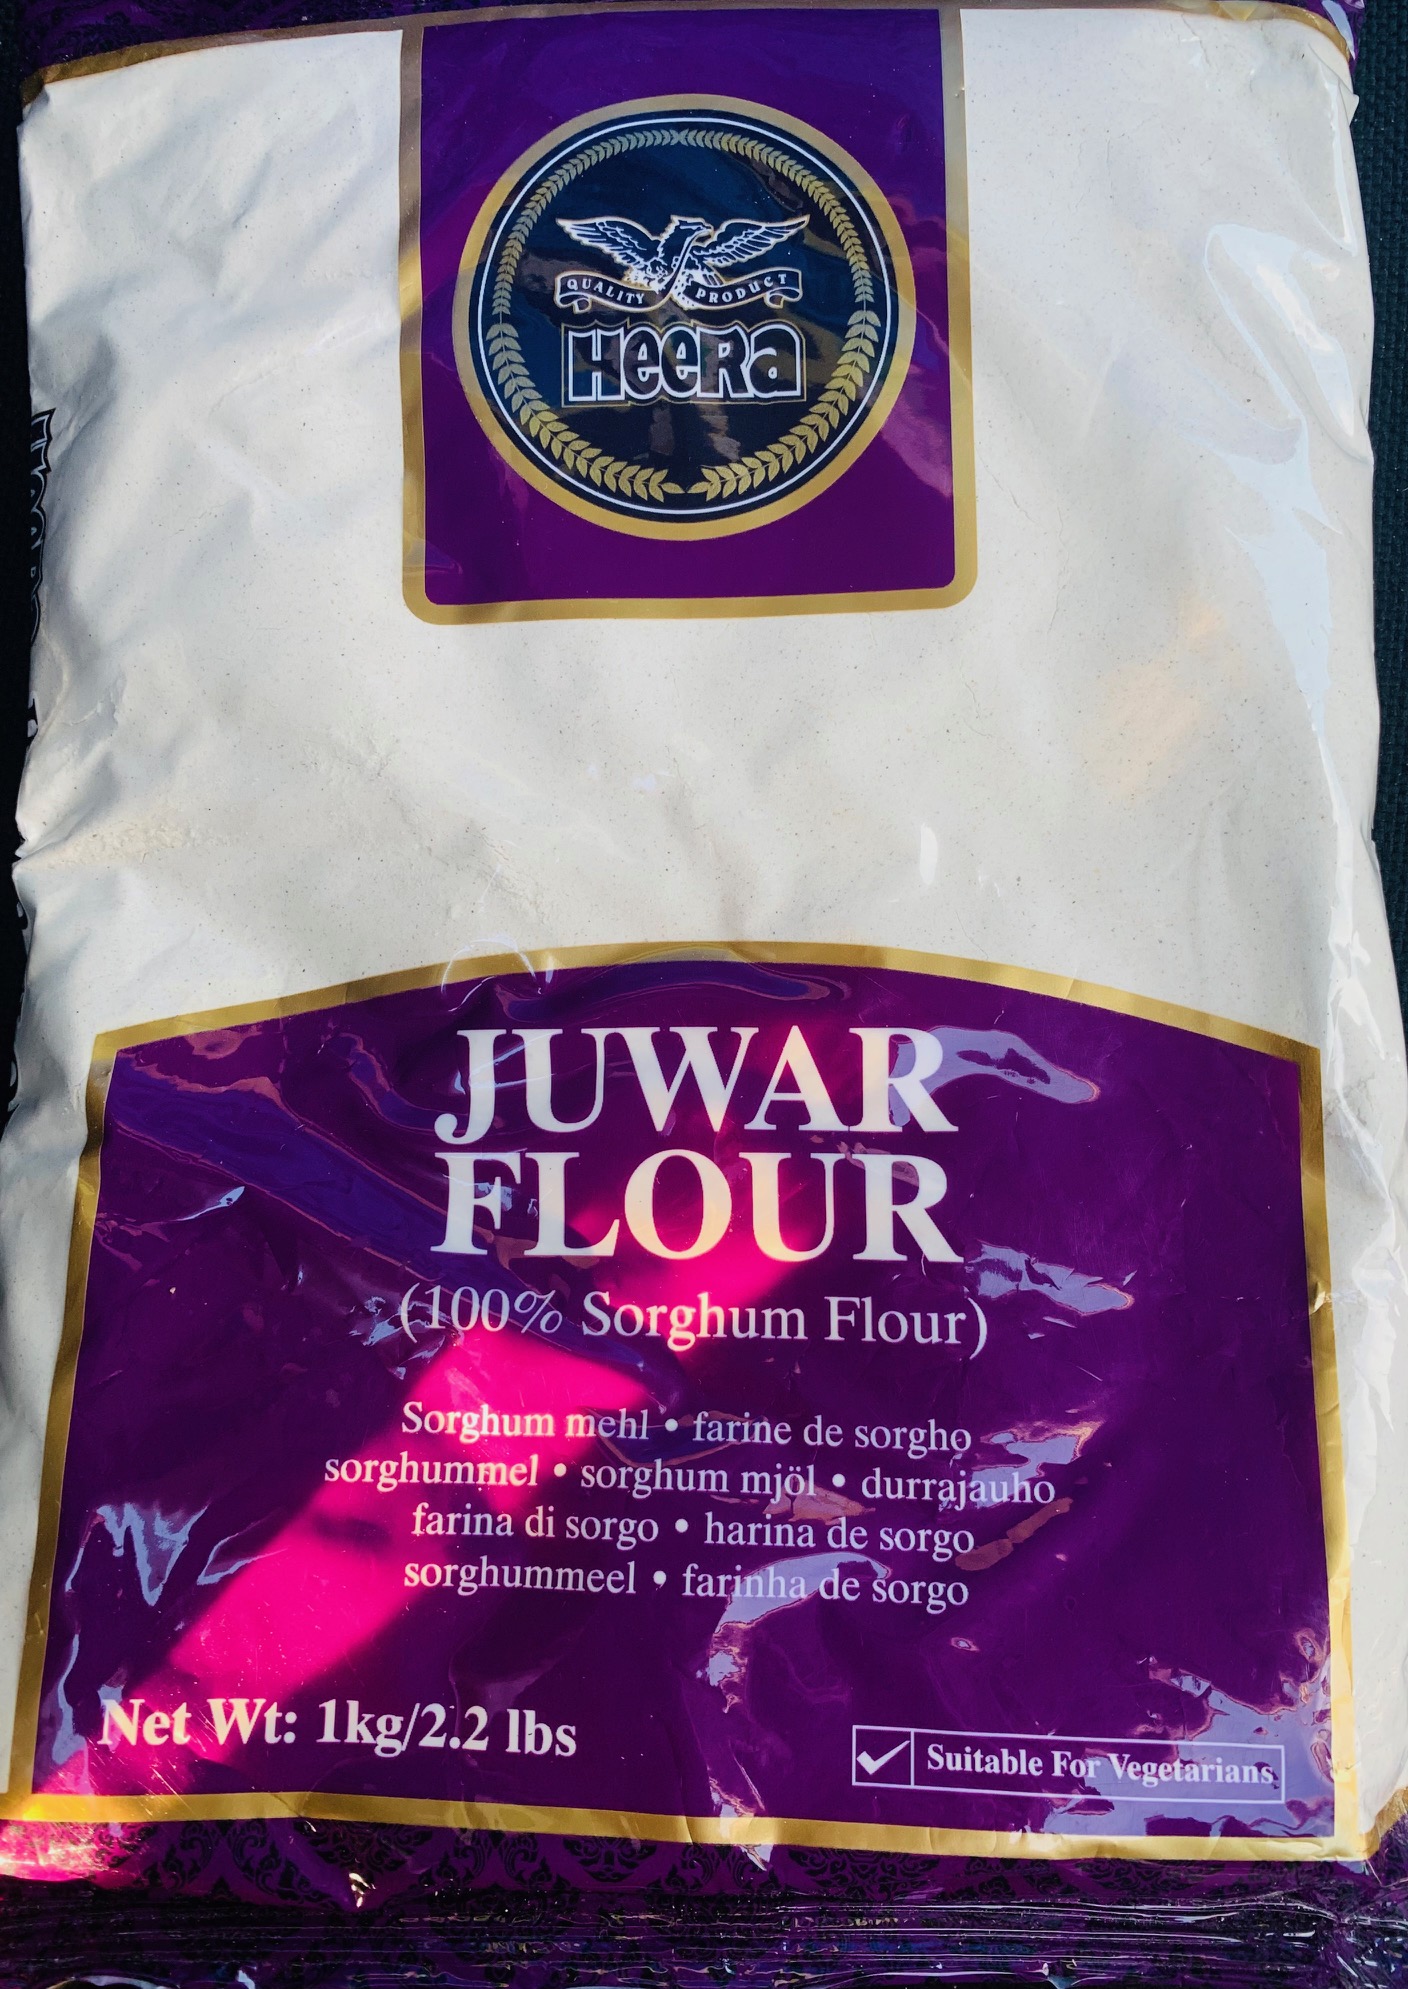 QUALITY PRODUCT
HeeRa
JUWAR
FLOUR
(100% Sorghum Flour)
Sorghum mehl • farine de sorgho
sorghummel • sorghum mjöl • durrajauho
farina di sorgo • harina de sorgo
sorghummeel • farinha de sorgo
Net Wt: 1kg/2.2 lbs
Suitable For Vegetarians